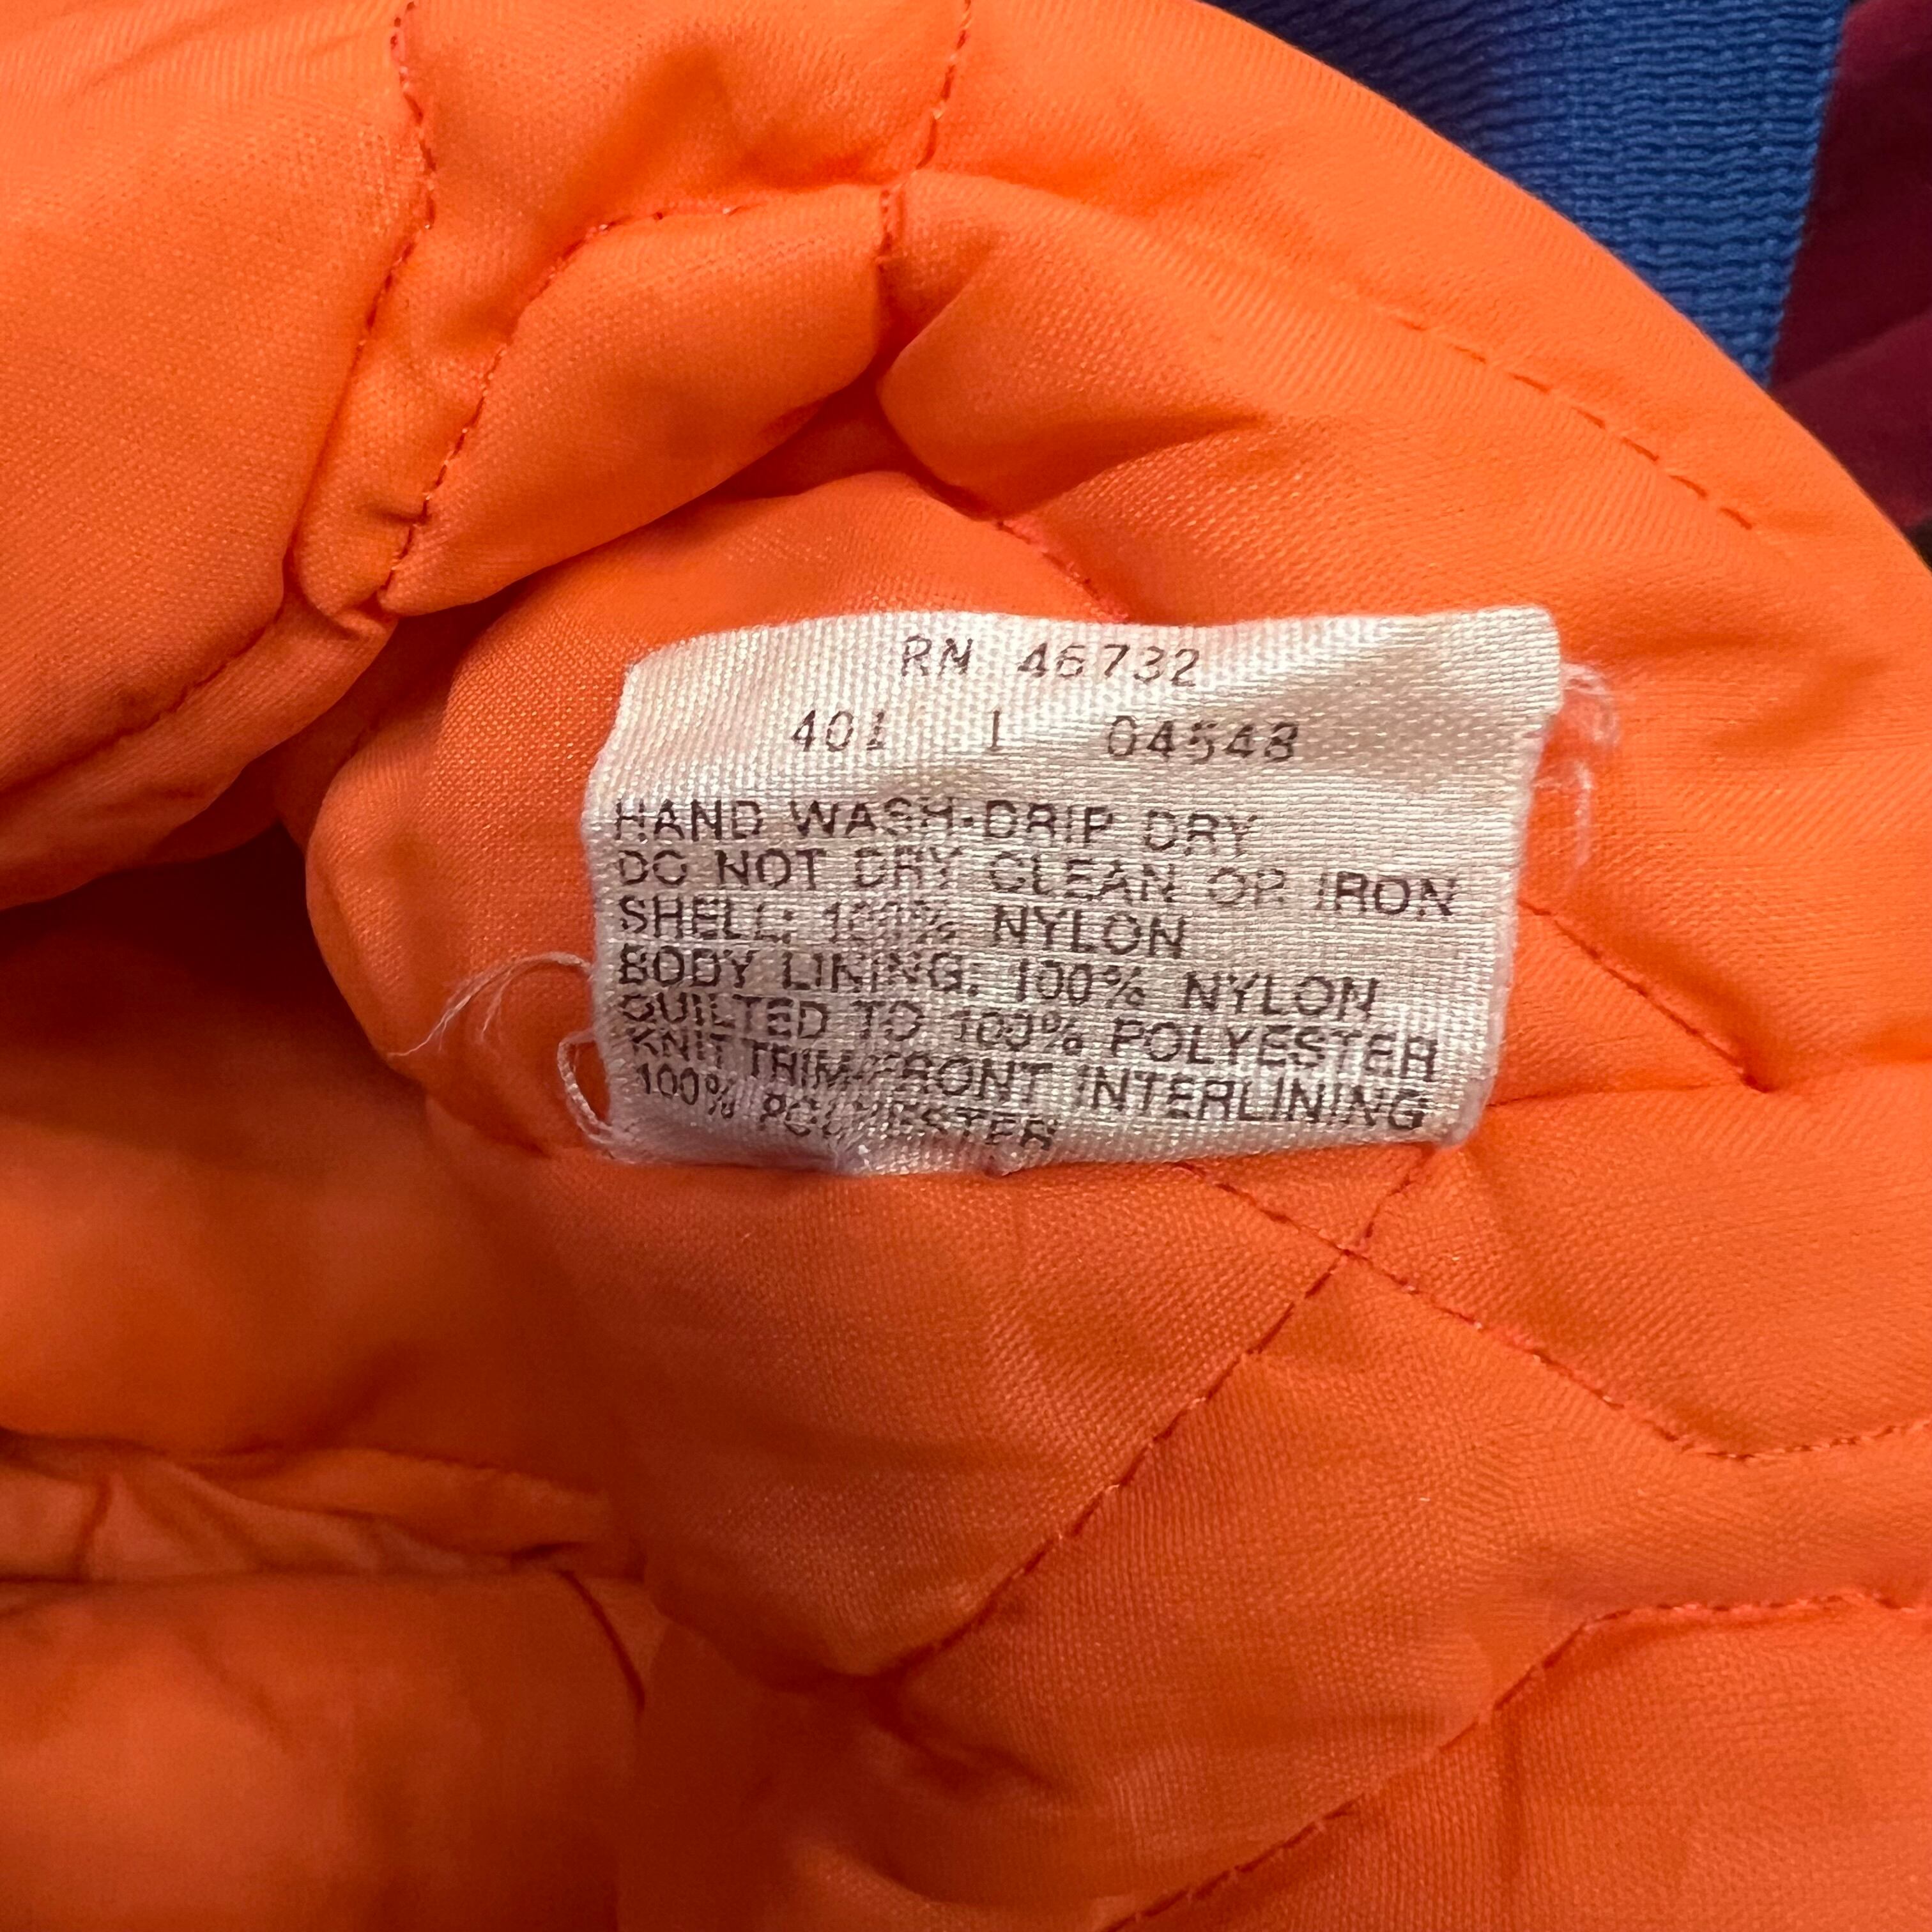 RN 46732
401 1 04548
HAND WASH-DRIP DRY
DO NOT DRY CLEAN OR IRON
SHELL: 100% NYLON
BODY LINING: 100% NYLON
QUILTED TO 100% POLYESTER
KNIT TRIM-FRONT INTERLINING
100% POLYESTER